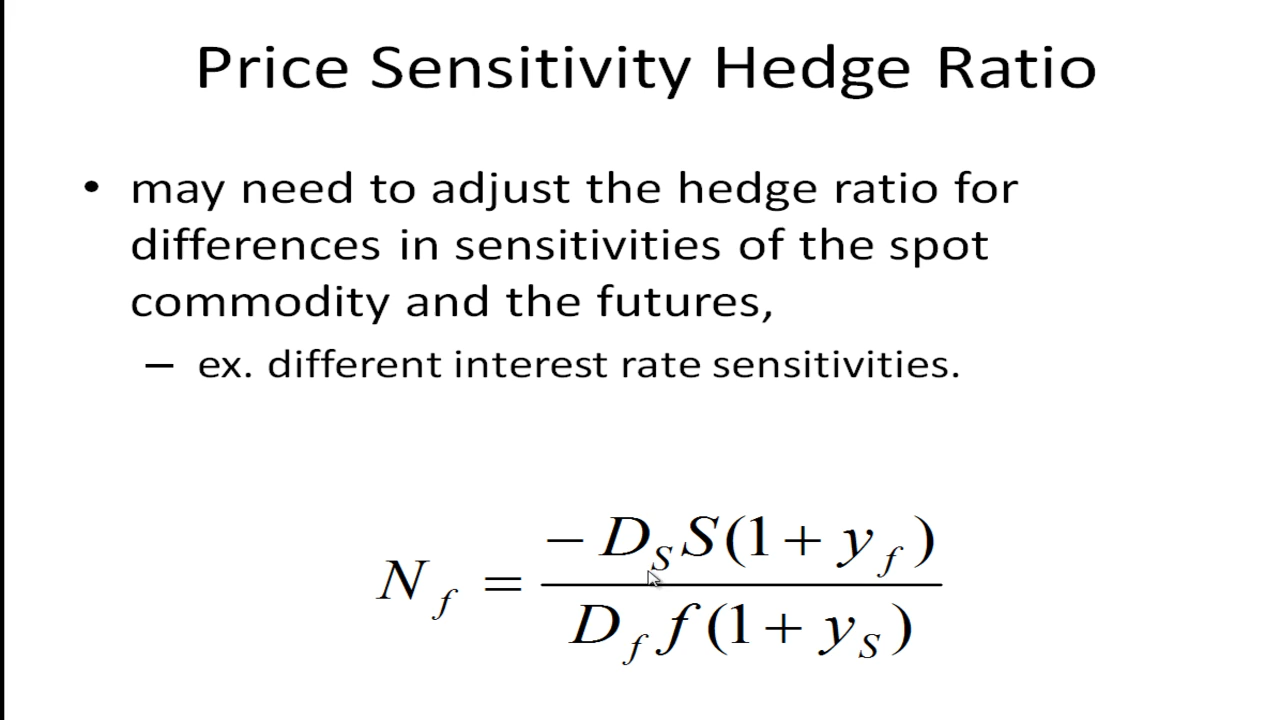 Price Sensitivity Hedge Ratio
• may need to adjust the hedge ratio for
differences in sensitivities of the spot
commodity and the futures,
– ex. different interest rate sensitivities.
N_f = \frac{-D_S S(1 + y_f)}{D_f f(1 + y_S)}